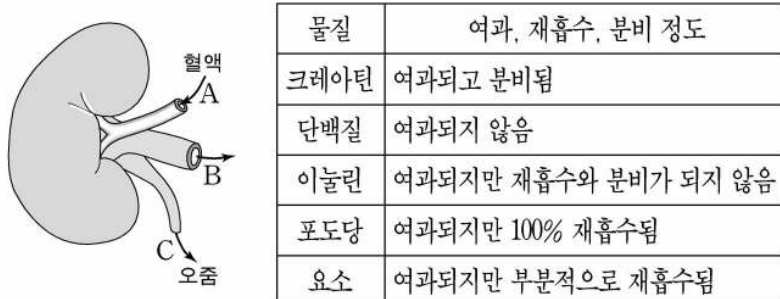 혈액
A
B
C
오줌
물질 여과, 재흡수, 분비 정도
크레아틴 여과되고 분비됨
단백질 여과되지 않음
이눌린 여과되지만 재흡수와 분비가 되지 않음
포도당 여과되지만 100% 재흡수됨
요소 여과되지만 부분적으로 재흡수됨